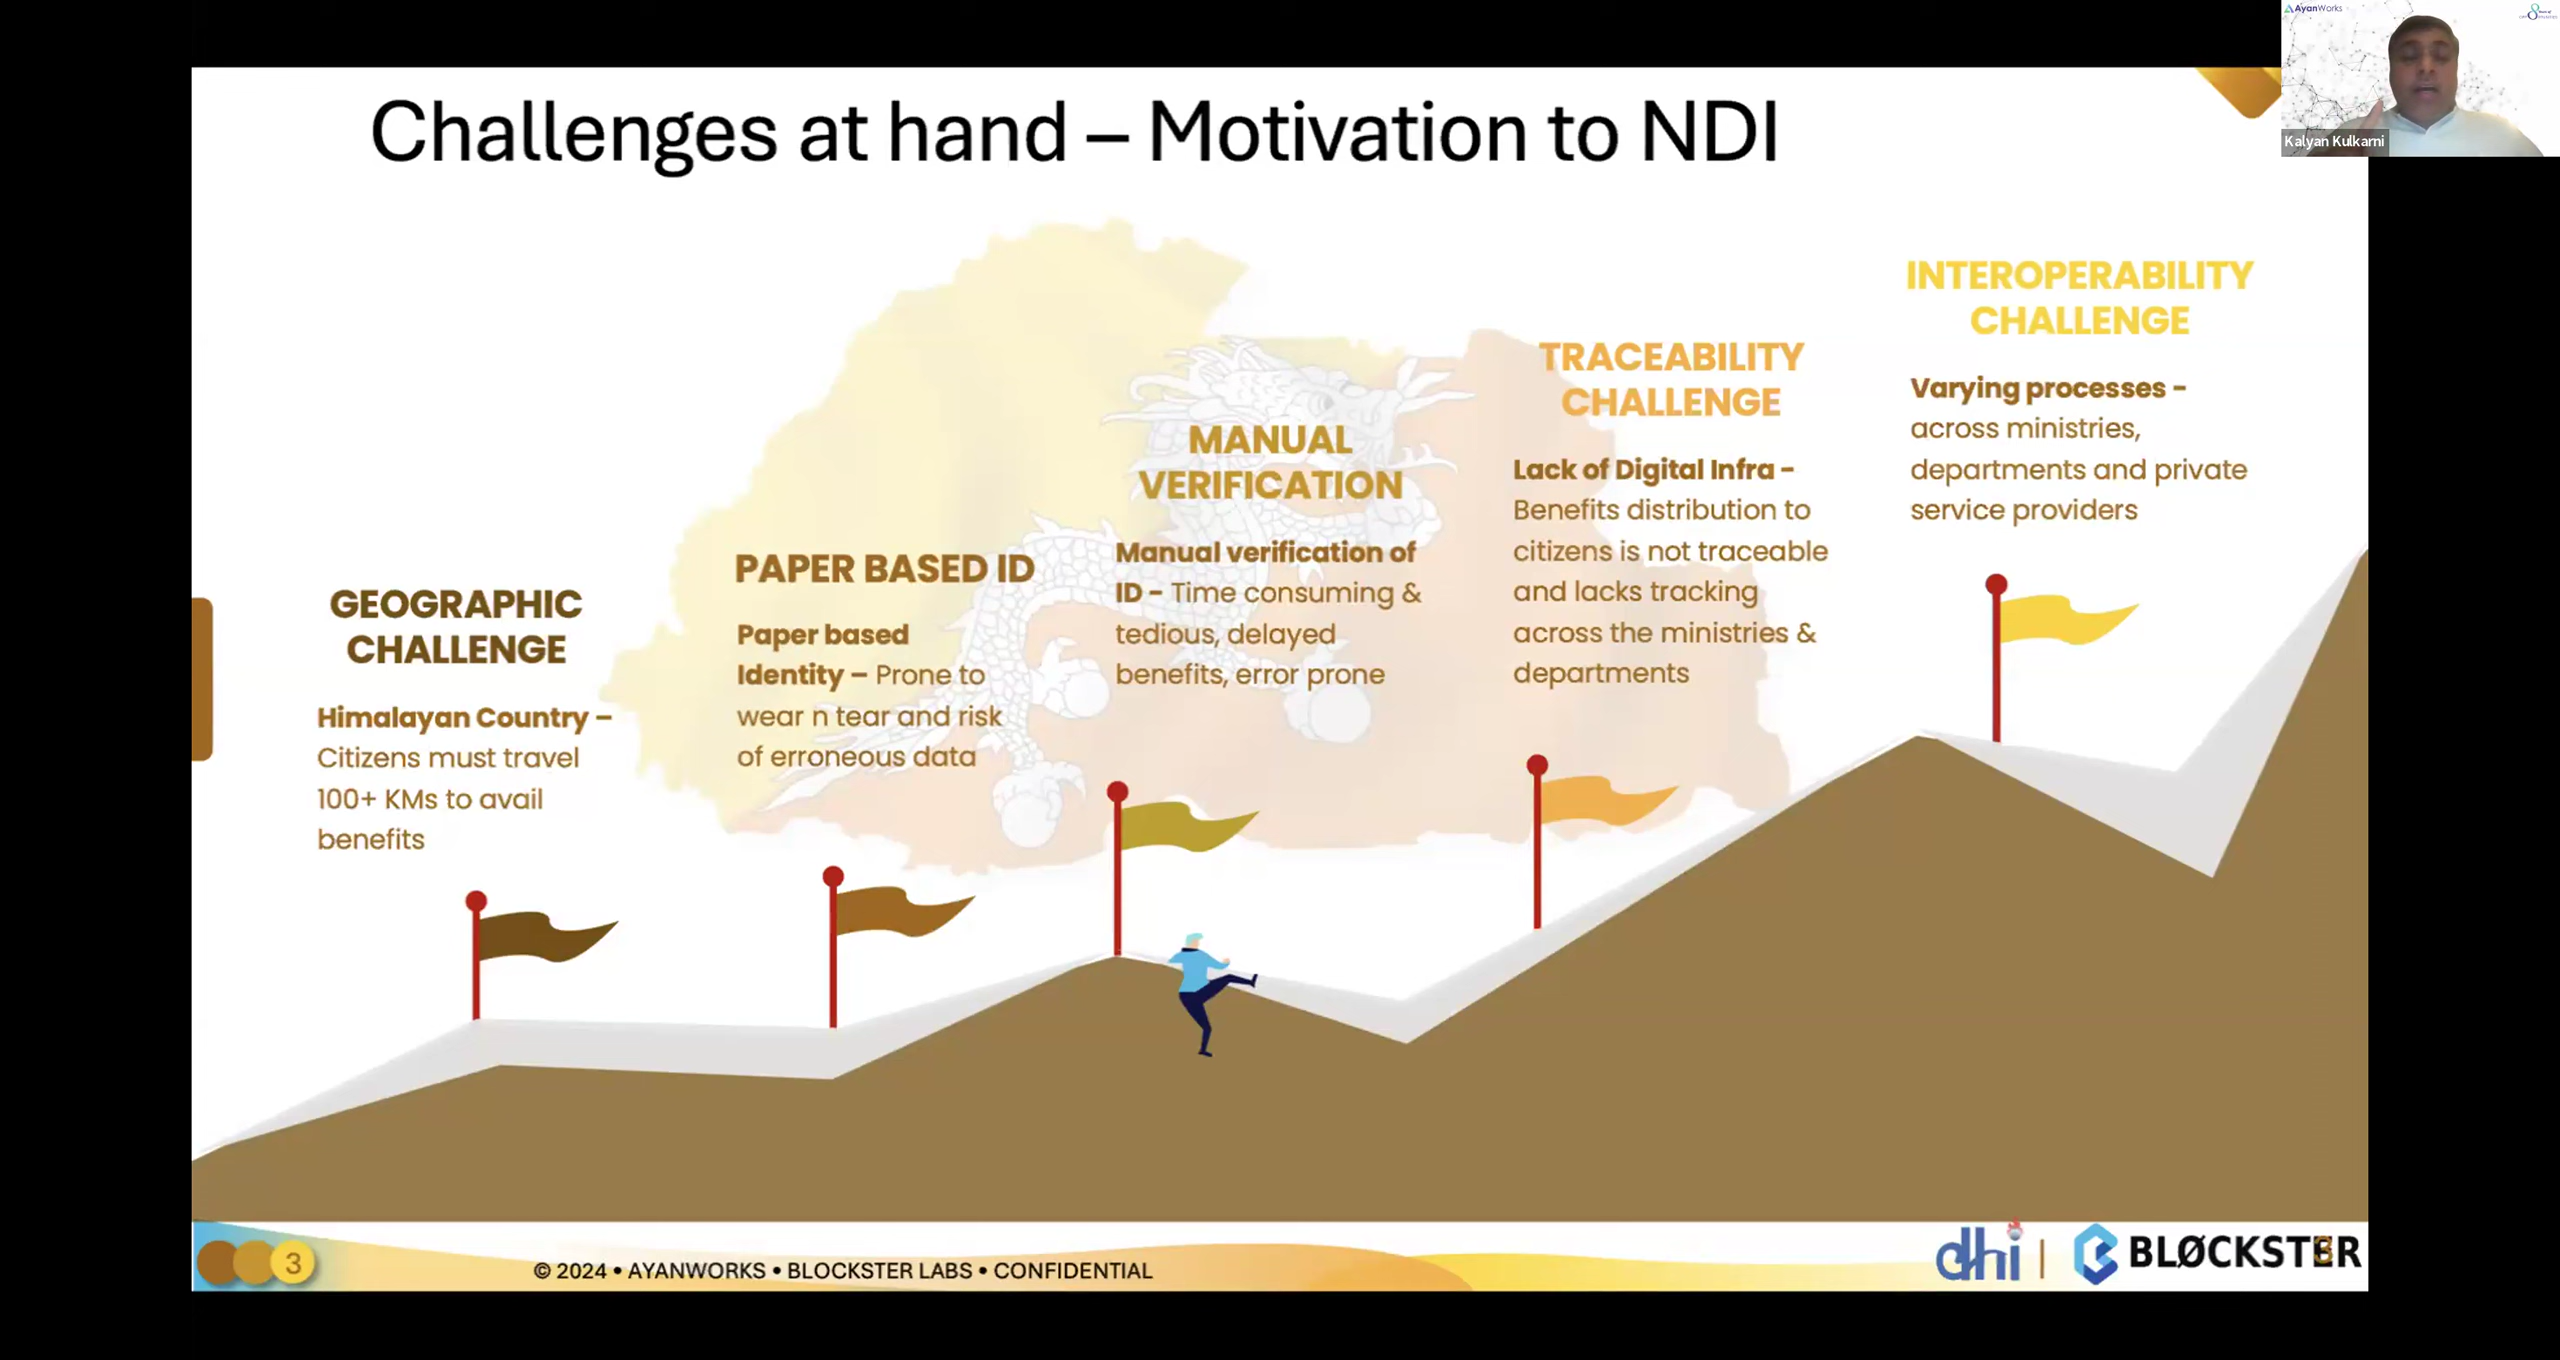 AyanWorks
Kalyan Kulkarni
Challenges at hand – Motivation to NDI
GEOGRAPHIC
CHALLENGE
Himalayan Country –
Citizens must travel
100+ KMs to avail
benefits
PAPER BASED ID
Paper based
Identity – Prone to
wear n tear and risk
of erroneous data
MANUAL
VERIFICATION
Manual verification of
ID - Time consuming &
tedious, delayed
benefits, error prone
TRACEABILITY
CHALLENGE
Lack of Digital Infra -
Benefits distribution to
citizens is not traceable
and lacks tracking
across the ministries &
departments
INTEROPERABILITY
CHALLENGE
Varying processes -
across ministries,
departments and private
service providers
3
© 2024 • AYANWORKS • BLOCKSTER LABS • CONFIDENTIAL
dhi
BLØCKSTER
3